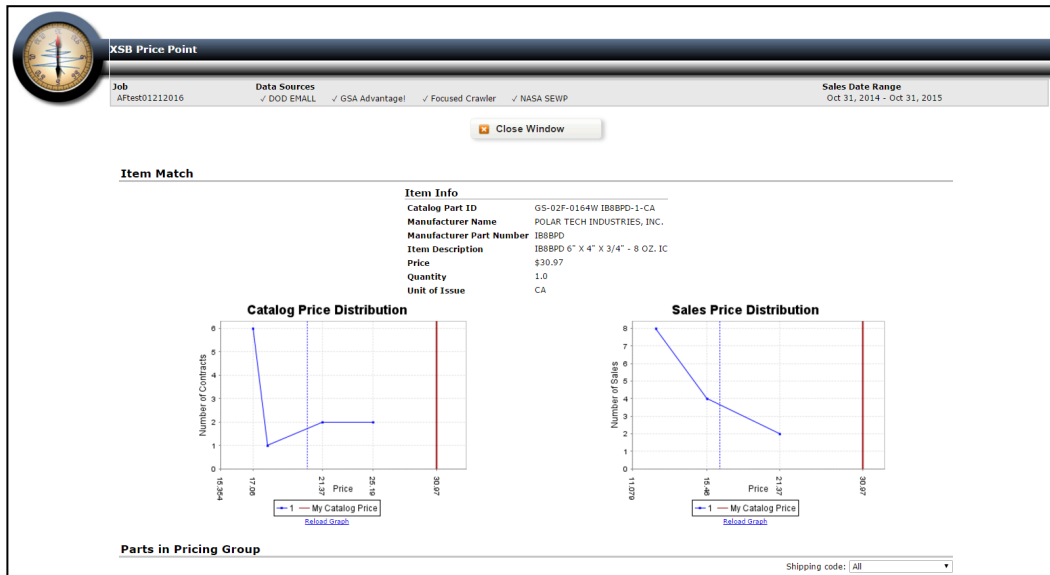 XSB Price Point
Job Data Sources Sales Date Range
AFtest01212016 ✓ DOD EMALL ✓ GSA Advantage! ✓ Focused Crawler ✓ NASA SEWP Oct 31, 2014 - Oct 31, 2015
Close Window
Item Match
Item Info
Catalog Part ID GS-02F-0164W IB8BPD-1-CA
Manufacturer Name POLAR TECH INDUSTRIES, INC.
Manufacturer Part Number IB8BPD
Item Description IB8BPD 6" X 4" X 3/4" - 8 OZ. IC
Price $30.97
Quantity 1.0
Unit of Issue CA
Catalog Price Distribution
Number of Contracts
6
5
4
3
2
1
0
15.354 17.06 21.37 25.19 30.97
Price
1 My Catalog Price
Reload Graph
Sales Price Distribution
Number of Sales
8
7
6
5
4
3
2
1
0
11.079 15.46 21.37 30.97
Price
1 My Catalog Price
Reload Graph
Parts in Pricing Group
Shipping code: All